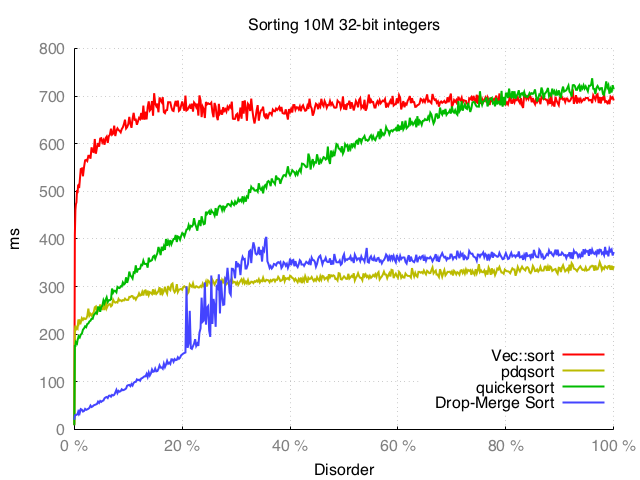 Sorting 10M 32-bit integers
800
700
600
500
400
300
200
100
0
ms
Vec::sort
pdqsort
quickersort
Drop-Merge Sort
0 %
20 %
40 %
60 %
80 %
100 %
Disorder